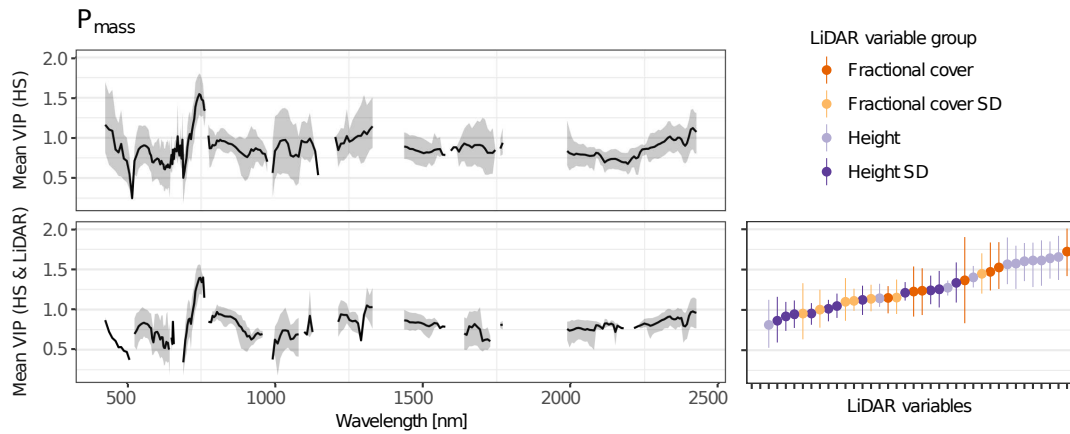 P_mass
Mean VIP (HS)
2.0
1.5
1.0
0.5
Mean VIP (HS & LiDAR)
2.0
1.5
1.0
0.5
500 1000 1500 2000 2500
Wavelength [nm]
LiDAR variable group
Fractional cover
Fractional cover SD
Height
Height SD
LiDAR variables